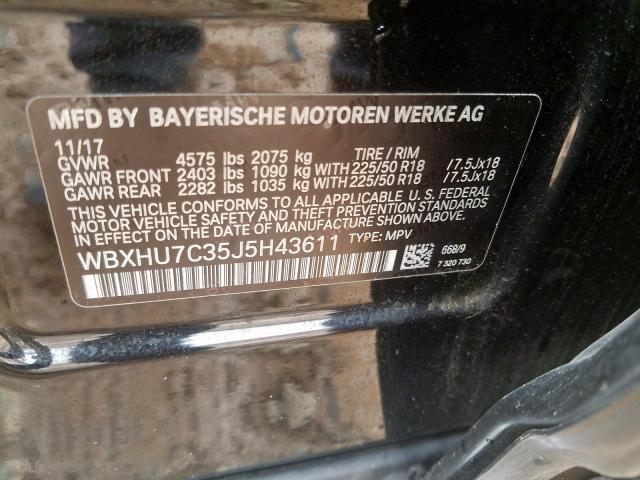 MFD BY BAYERISCHE MOTOREN WERKE AG
11/17
GVWR 4575 lbs 2075 kg TIRE / RIM
GAWR FRONT 2403 lbs 1090 kg WITH 225/50 R18 / 7.5Jx18
GAWR REAR 2282 lbs 1035 kg WITH 225/50 R18 / 7.5Jx18
THIS VEHICLE CONFORMS TO ALL APPLICABLE U. S. FEDERAL
MOTOR VEHICLE SAFETY, BUMPER, AND THEFT PREVENTION
STANDARDS IN EFFECT ON THE DATE OF MANUFACTURE SHOWN ABOVE.
WBXHU7C35J5H43611 TYPE: MPV
668/9
7 320 730